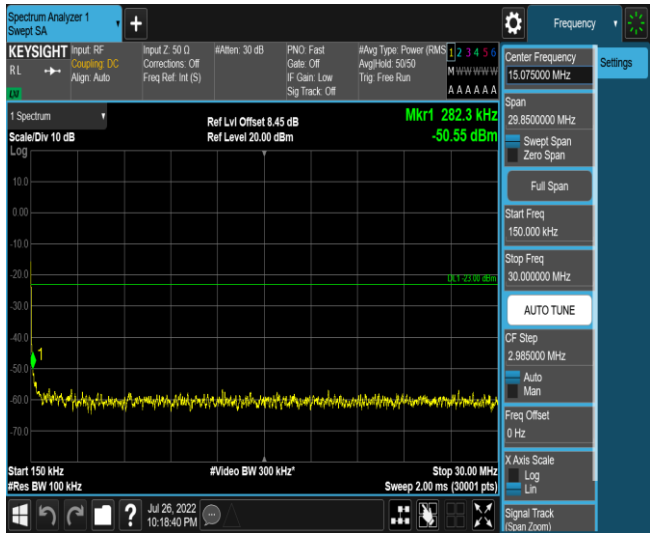 Spectrum Analyzer 1
Swept SA
Frequency
KEYSIGHT
RL
Input: RF
Coupling: DC
Align: Auto
Input Z: 50 Ω
Corrections: Off
Freq Ref: Int (S)
#Atten: 30 dB
PNO: Fast
Gate: Off
IF Gain: Low
Sig Track: Off
#Avg Type: Power (RMS
Avg|Hold: 50/50
Trig: Free Run
1 2 3 4 5 6
M W W W W W
A A A A A A
LXI
1 Spectrum
Scale/Div 10 dB
Log
Ref Lvl Offset 8.45 dB
Ref Level 20.00 dBm
Mkr1 282.3 kHz
-50.55 dBm
10.0
0.00
-10.0
-20.0
-30.0
-40.0
-50.0
-60.0
-70.0
DL1 -23.00 dBm
1
Start 150 kHz
#Res BW 100 kHz
#Video BW 300 kHz*
Stop 30.00 MHz
Sweep 2.00 ms (30001 pts)
Jul 26, 2022
10:18:40 PM
Center Frequency
15.075000 MHz
Span
29.8500000 MHz
Swept Span
Zero Span
Full Span
Start Freq
150.000 kHz
Stop Freq
30.000000 MHz
AUTO TUNE
CF Step
2.985000 MHz
Auto
Man
Freq Offset
0 Hz
X Axis Scale
Log
Lin
Signal Track
(Span Zoom)
Settings